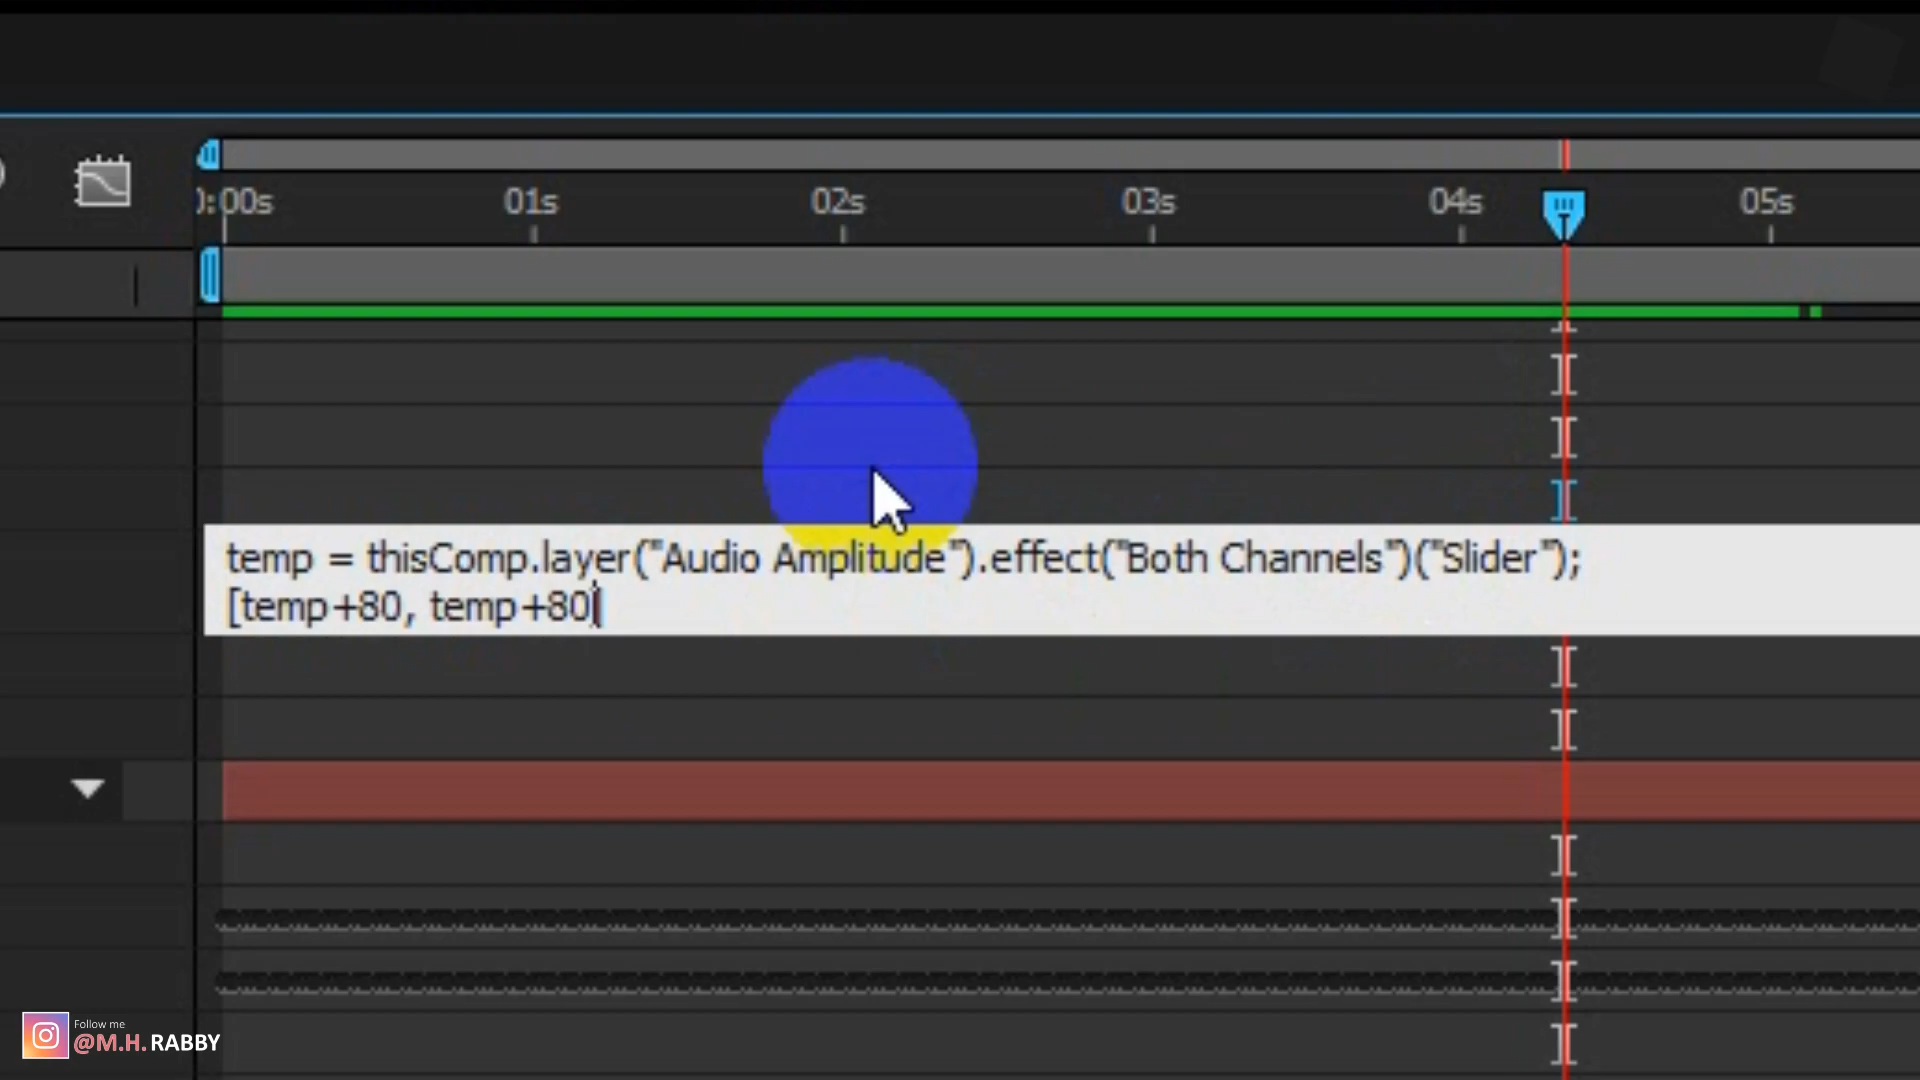 0:00s 01s 02s 03s 04s 05s
temp = thisComp.layer("Audio Amplitude").effect("Both Channels")("Slider");
[temp+80, temp+80]
Follow me
@M.H. RABBY